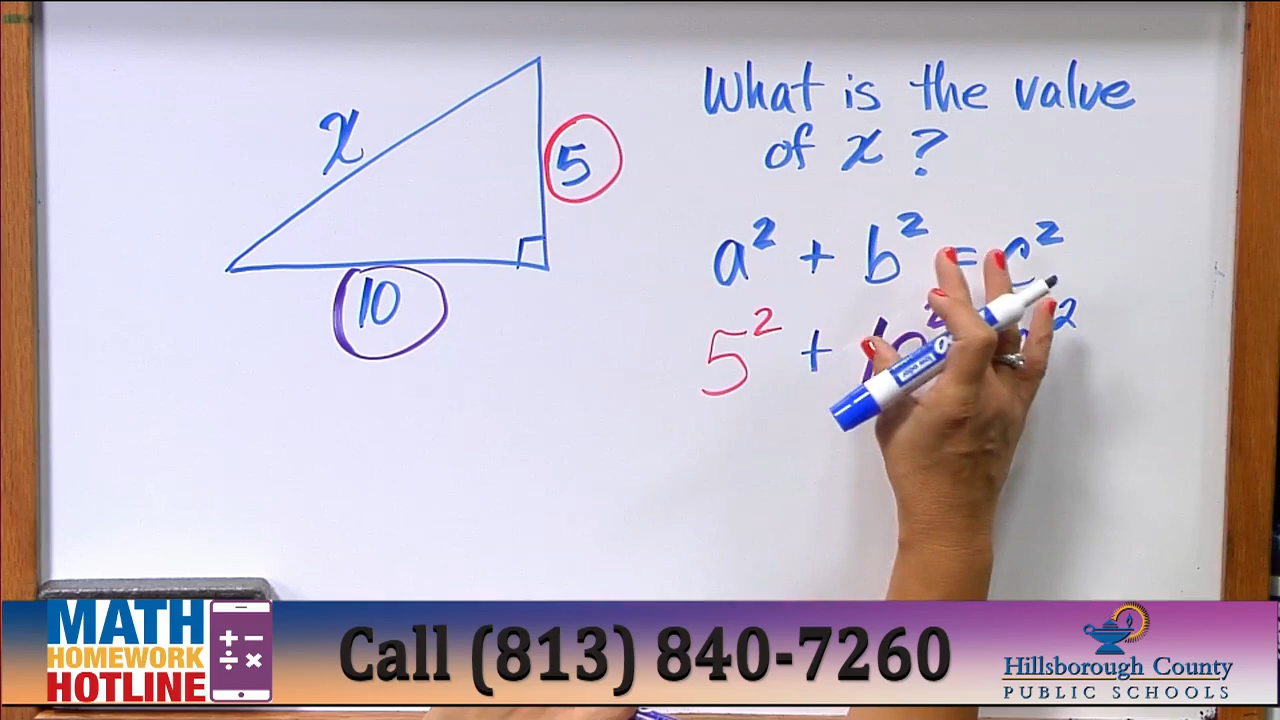 x
5
10
What is the value
of x ?
a² + b² = c²
5² +
MATH
HOMEWORK
HOTLINE
Call (813) 840-7260
Hillsborough County
PUBLIC SCHOOLS